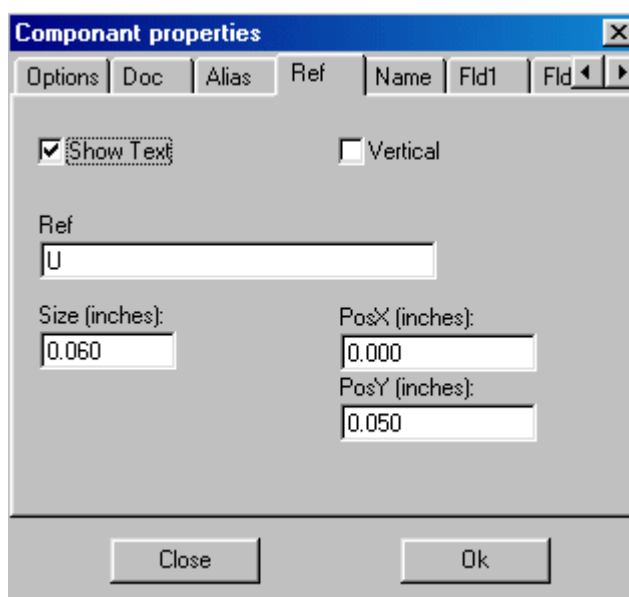 Componant properties
Options Doc Alias Ref Name Fld1 Fld
Show Text Vertical
Ref
U
Size (inches): PosX (inches):
0.060 0.000
PosY (inches):
0.050
Close Ok